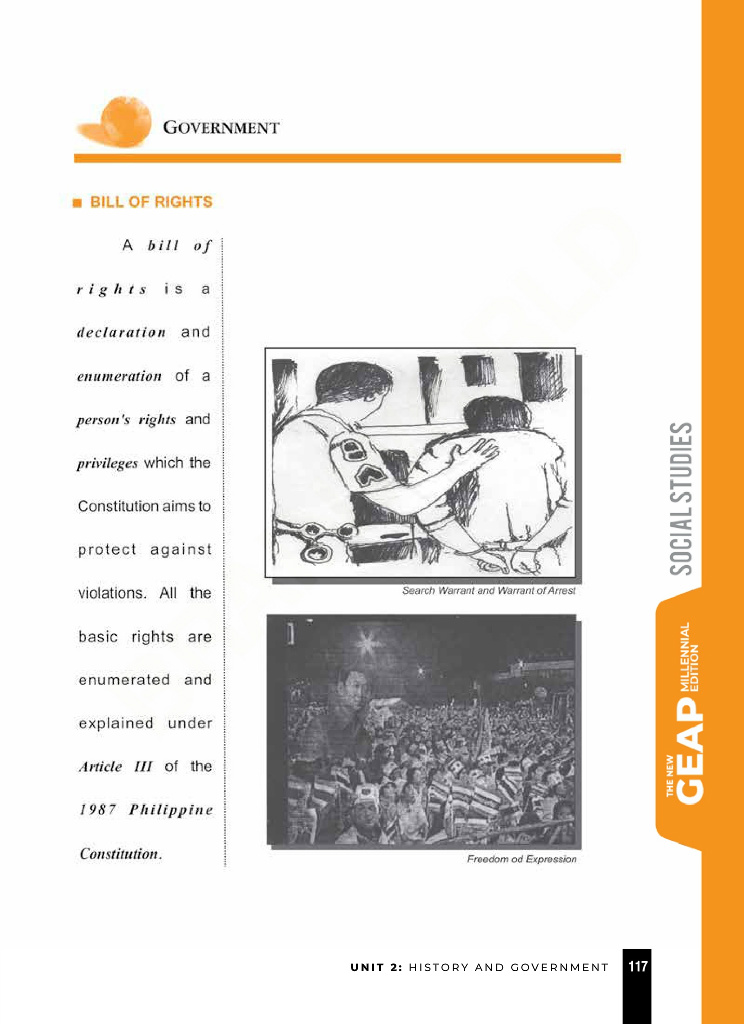 GOVERNMENT
■ BILL OF RIGHTS
A bill of
rights is a
declaration and
enumeration of a
person's rights and
privileges which the
Constitution aims to
protect against
violations. All the
basic rights are
enumerated and
explained under
Article III of the
1987 Philippine
Constitution.
Search Warrant and Warrant of Arrest
Freedom od Expression
SOCIAL STUDIES
THE NEW
GEAP
MILLENNIAL
EDITION
UNIT 2: HISTORY AND GOVERNMENT 117